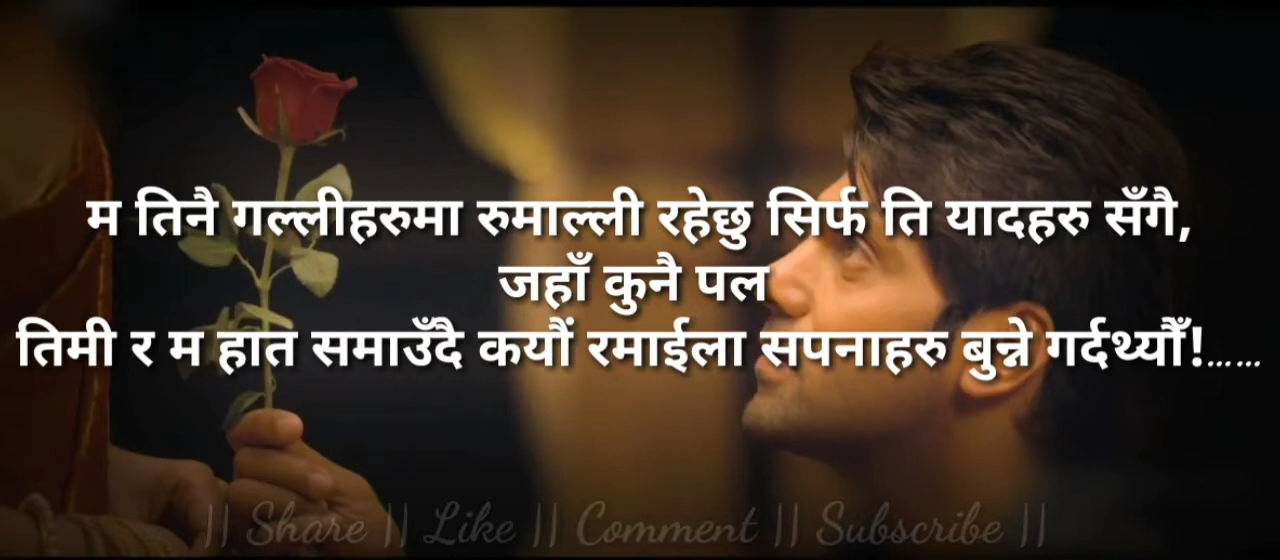 म तिनै गल्लीहरुमा रुमाल्ली रहेछु सिर्फ ति यादहरु सँगै,
जहाँ कुनै पल
तिमी र म हात समाउँदै कयौं रमाईला सपनाहरु बुन्ने गर्दथ्यौँ!……
|| Share || Like || Comment || Subscribe ||